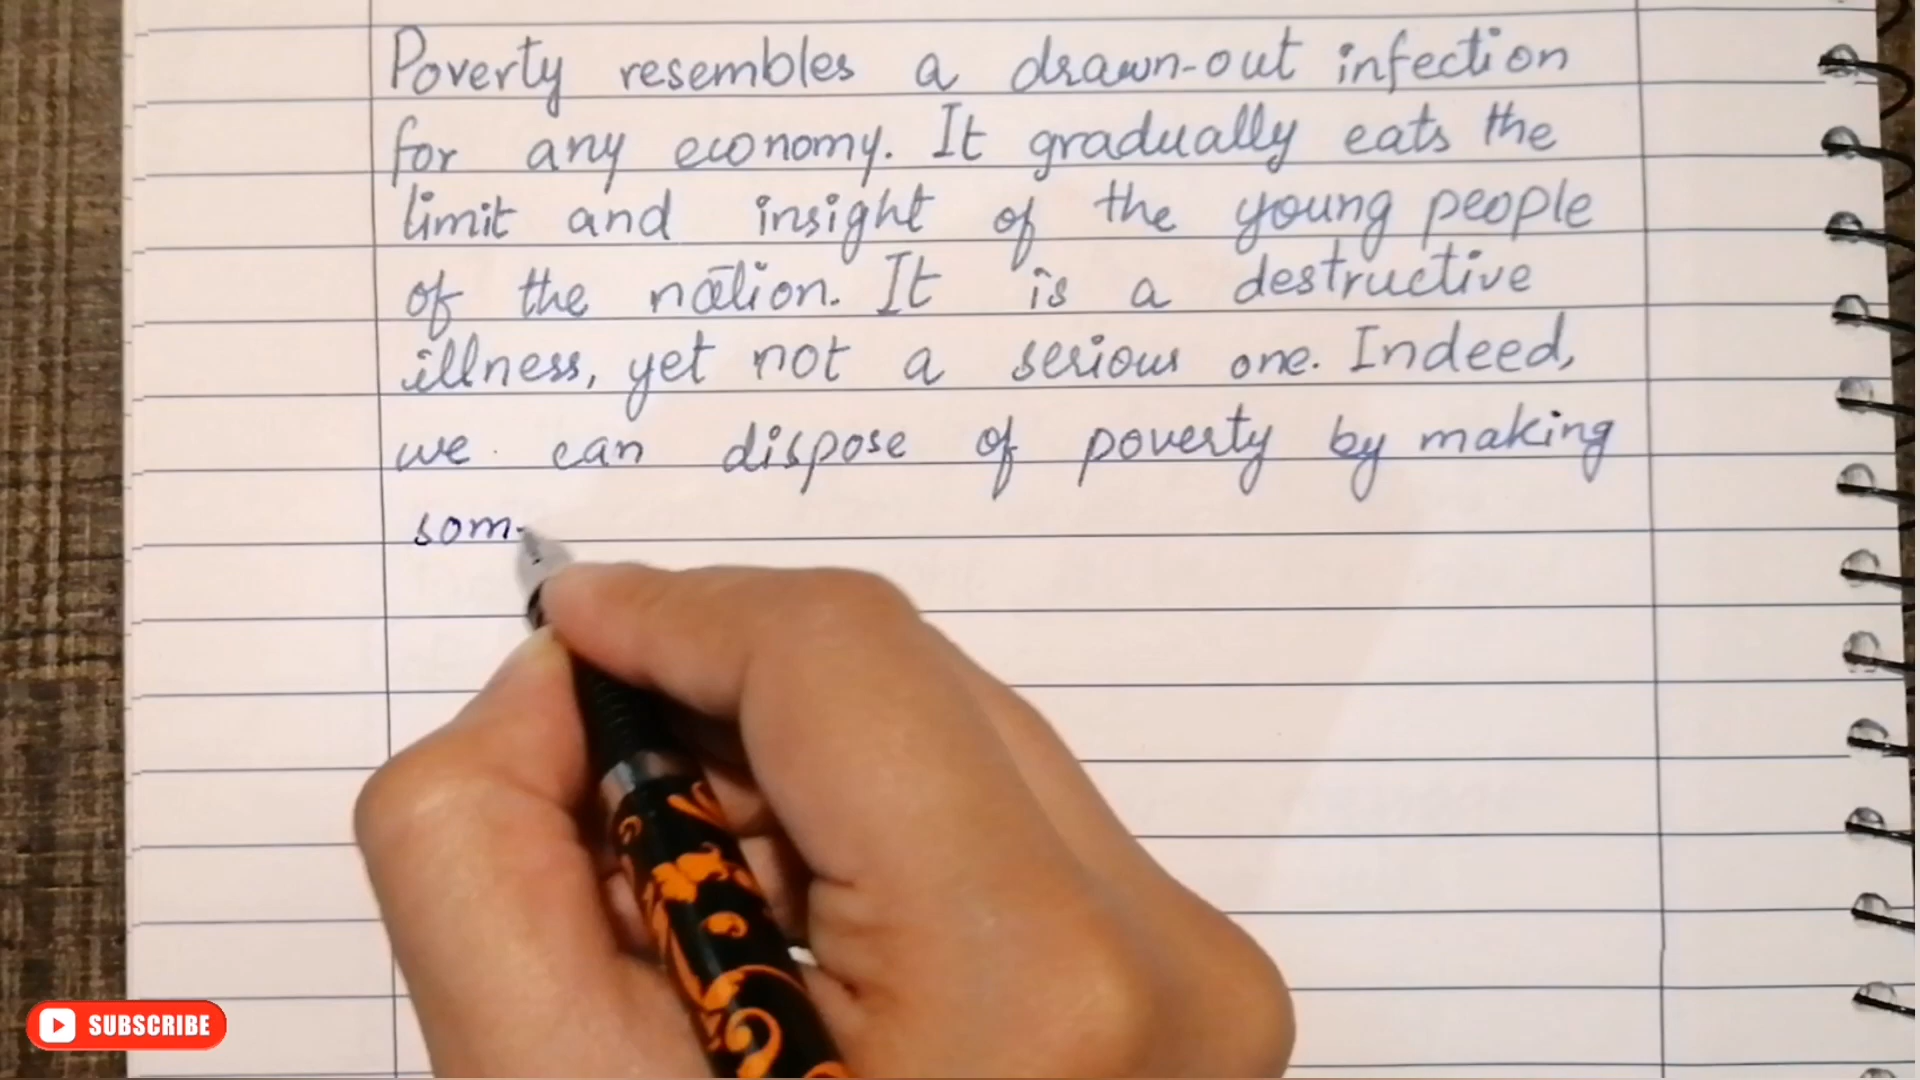 Poverty resembles a drawn-out infection
for any economy. It gradually eats the
limit and insight of the young people
of the nation. It is a destructive
illness, yet not a serious one. Indeed,
we can dispose of poverty by making
som
SUBSCRIBE